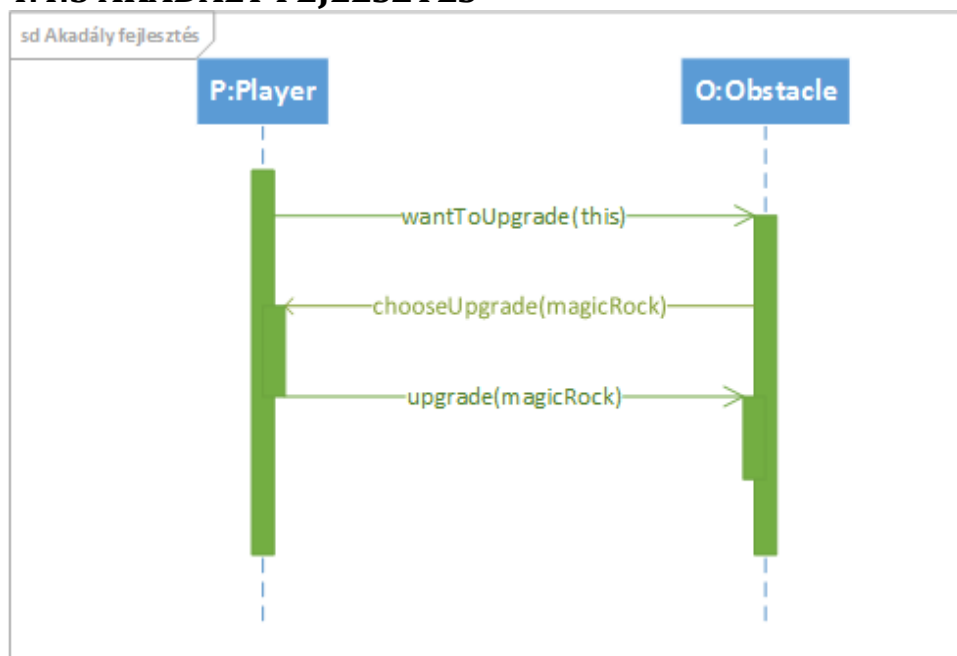 sd Akadály fejlesztés
P:Player
O:Obstacle
wantToUpgrade(this)
chooseUpgrade(magicRock)
upgrade(magicRock)